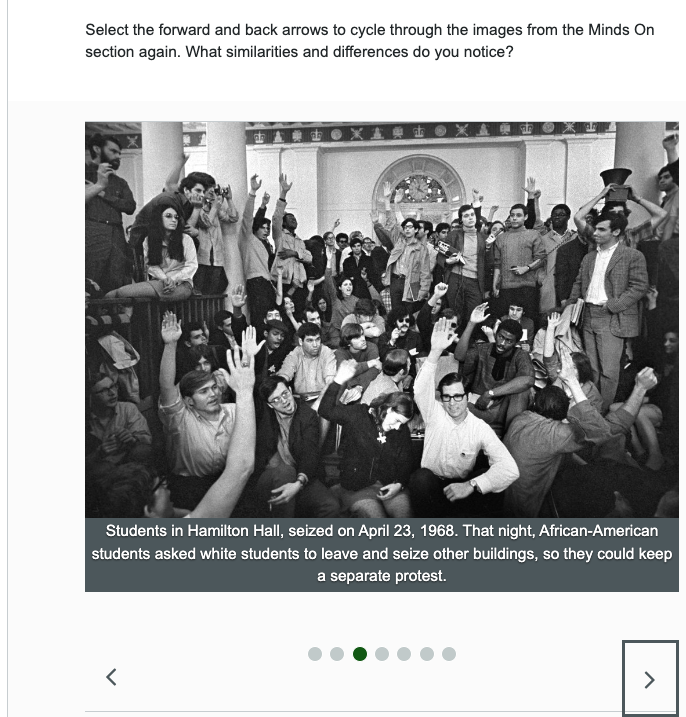 Select the forward and back arrows to cycle through the images from the Minds On
section again. What similarities and differences do you notice?
Students in Hamilton Hall, seized on April 23, 1968. That night, African-American
students asked white students to leave and seize other buildings, so they could keep
a separate protest.